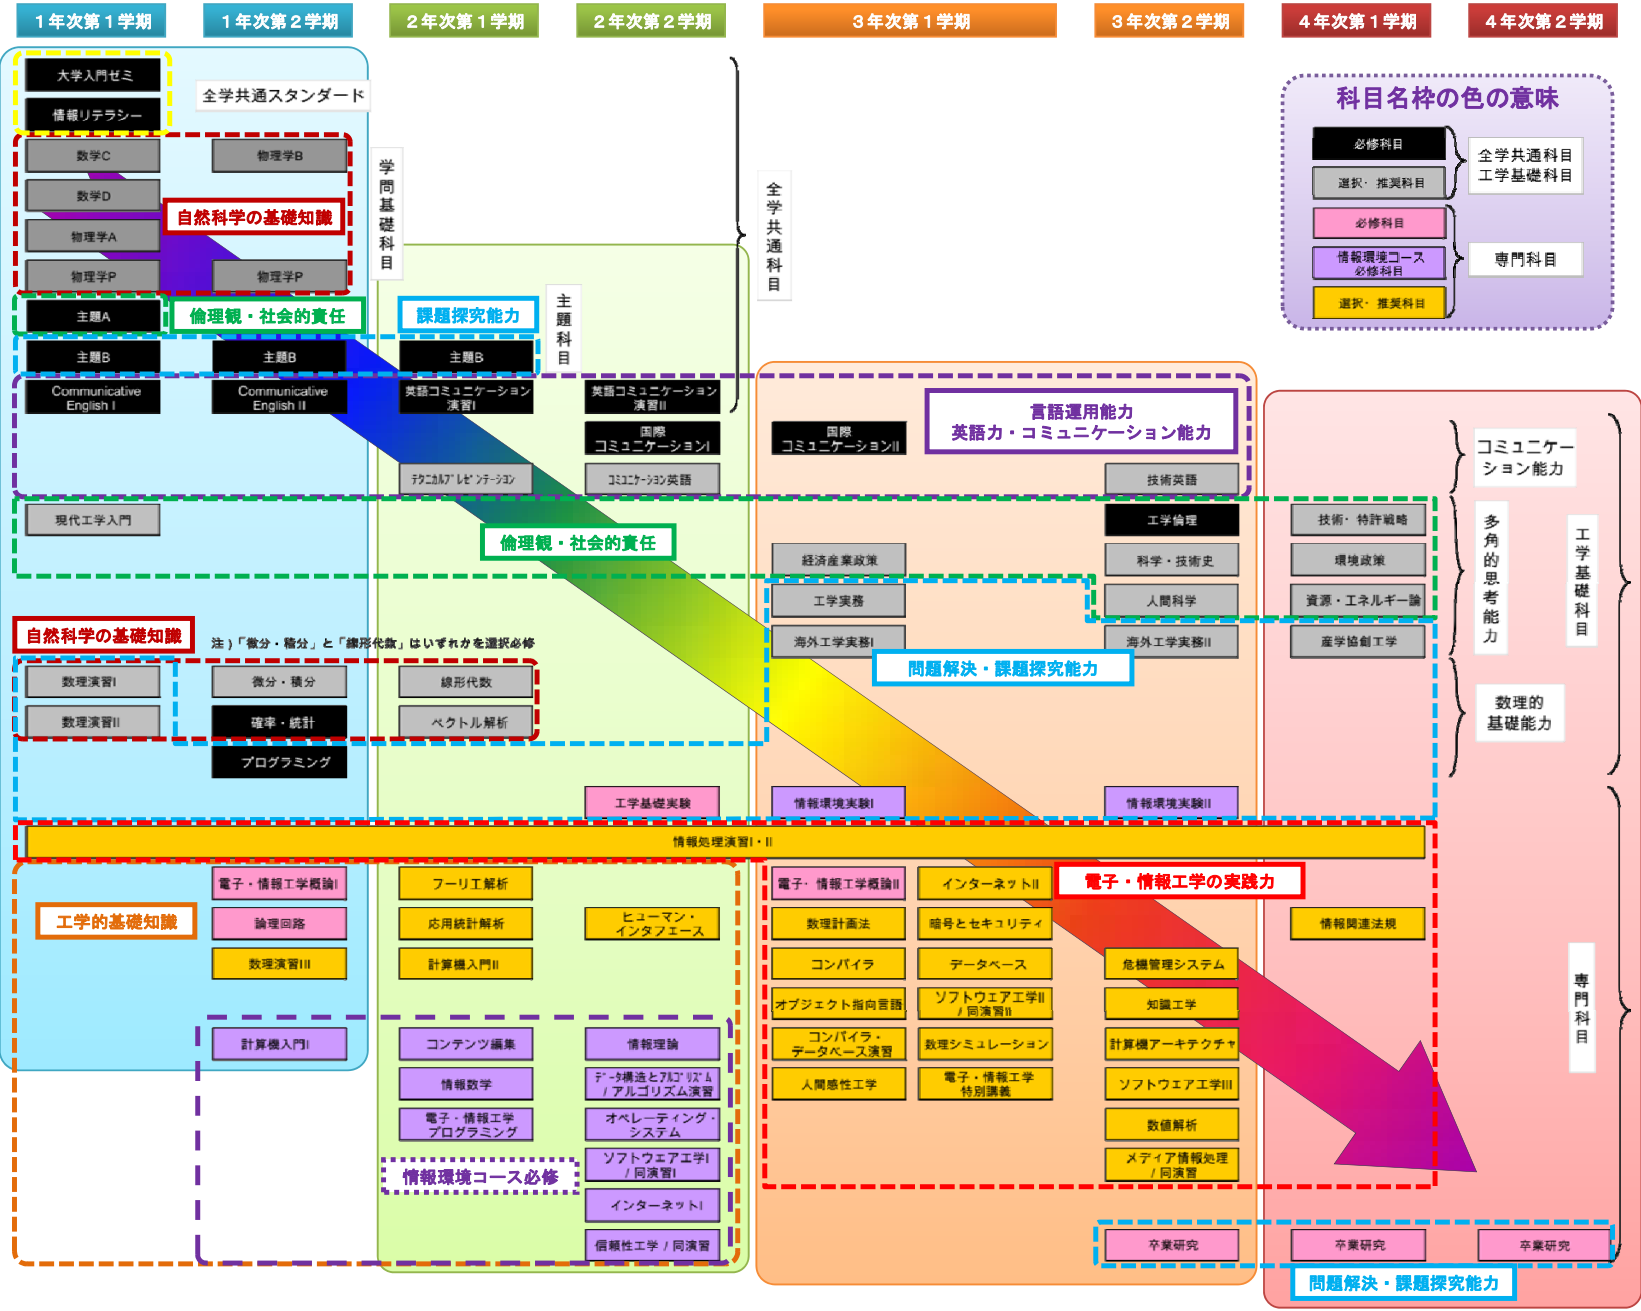 1年次第1学期
1年次第2学期
2年次第1学期
2年次第2学期
3年次第1学期
3年次第2学期
4年次第1学期
4年次第2学期
大学入門ゼミ
情報リテラシー
全学共通スタンダード
数学C
物理学B
数学D
自然科学の基礎知識
物理学A
物理学P
物理学P
学問基礎科目
全学共通科目
科目名枠の色の意味
必修科目
選択・推奨科目
全学共通科目
工学基礎科目
必修科目
情報環境コース
必修科目
選択・推奨科目
専門科目
主題A
倫理観・社会的責任
課題探究能力
主題科目
主題B
主題B
主題B
Communicative
English I
Communicative
English II
英語コミュニケーション
演習I
英語コミュニケーション
演習II
国際
コミュニケーションI
国際
コミュニケーションII
言語運用能力
英語力・コミュニケーション能力
テクニカルプレゼンテーション
コミュニケーション英語
技術英語
コミュニケー
ション能力
現代工学入門
倫理観・社会的責任
工学倫理
技術・特許戦略
経済産業政策
科学・技術史
環境政策
工学実務
人間科学
資源・エネルギー論
海外工学実務I
海外工学実務II
産学協創工学
多角的思考能力
工学基礎科目
自然科学の基礎知識
注)「微分・積分」と「線形代数」はいずれかを選択必修
問題解決・課題探究能力
数理演習I
微分・積分
線形代数
数理演習II
確率・統計
ベクトル解析
プログラミング
数理的
基礎能力
工学基礎実験
情報環境実験I
情報環境実験II
情報処理演習I・II
電子・情報工学概論I
フーリエ解析
電子・情報工学概論II
インターネットII
電子・情報工学の実践力
工学的基礎知識
論理回路
応用統計解析
ヒューマン・
インタフェース
数理計画法
暗号とセキュリティ
情報関連法規
数理演習III
計算機入門II
コンパイラ
データベース
危機管理システム
オブジェクト指向言語
ソフトウェア工学II
/ 同演習II
知識工学
専門科目
計算機入門I
コンテンツ編集
情報理論
コンパイラ・
データベース演習
数理シミュレーション
計算機アーキテクチャ
情報数学
データ構造とアルゴリズム
/ アルゴリズム演習
人間感性工学
電子・情報工学
特別講義
ソフトウェア工学III
電子・情報工学
プログラミング
オペレーティング・
システム
数値解析
情報環境コース必修
ソフトウェア工学I
/ 同演習I
メディア情報処理
/ 同演習
インターネットI
信頼性工学 / 同演習
卒業研究
卒業研究
卒業研究
問題解決・課題探究能力